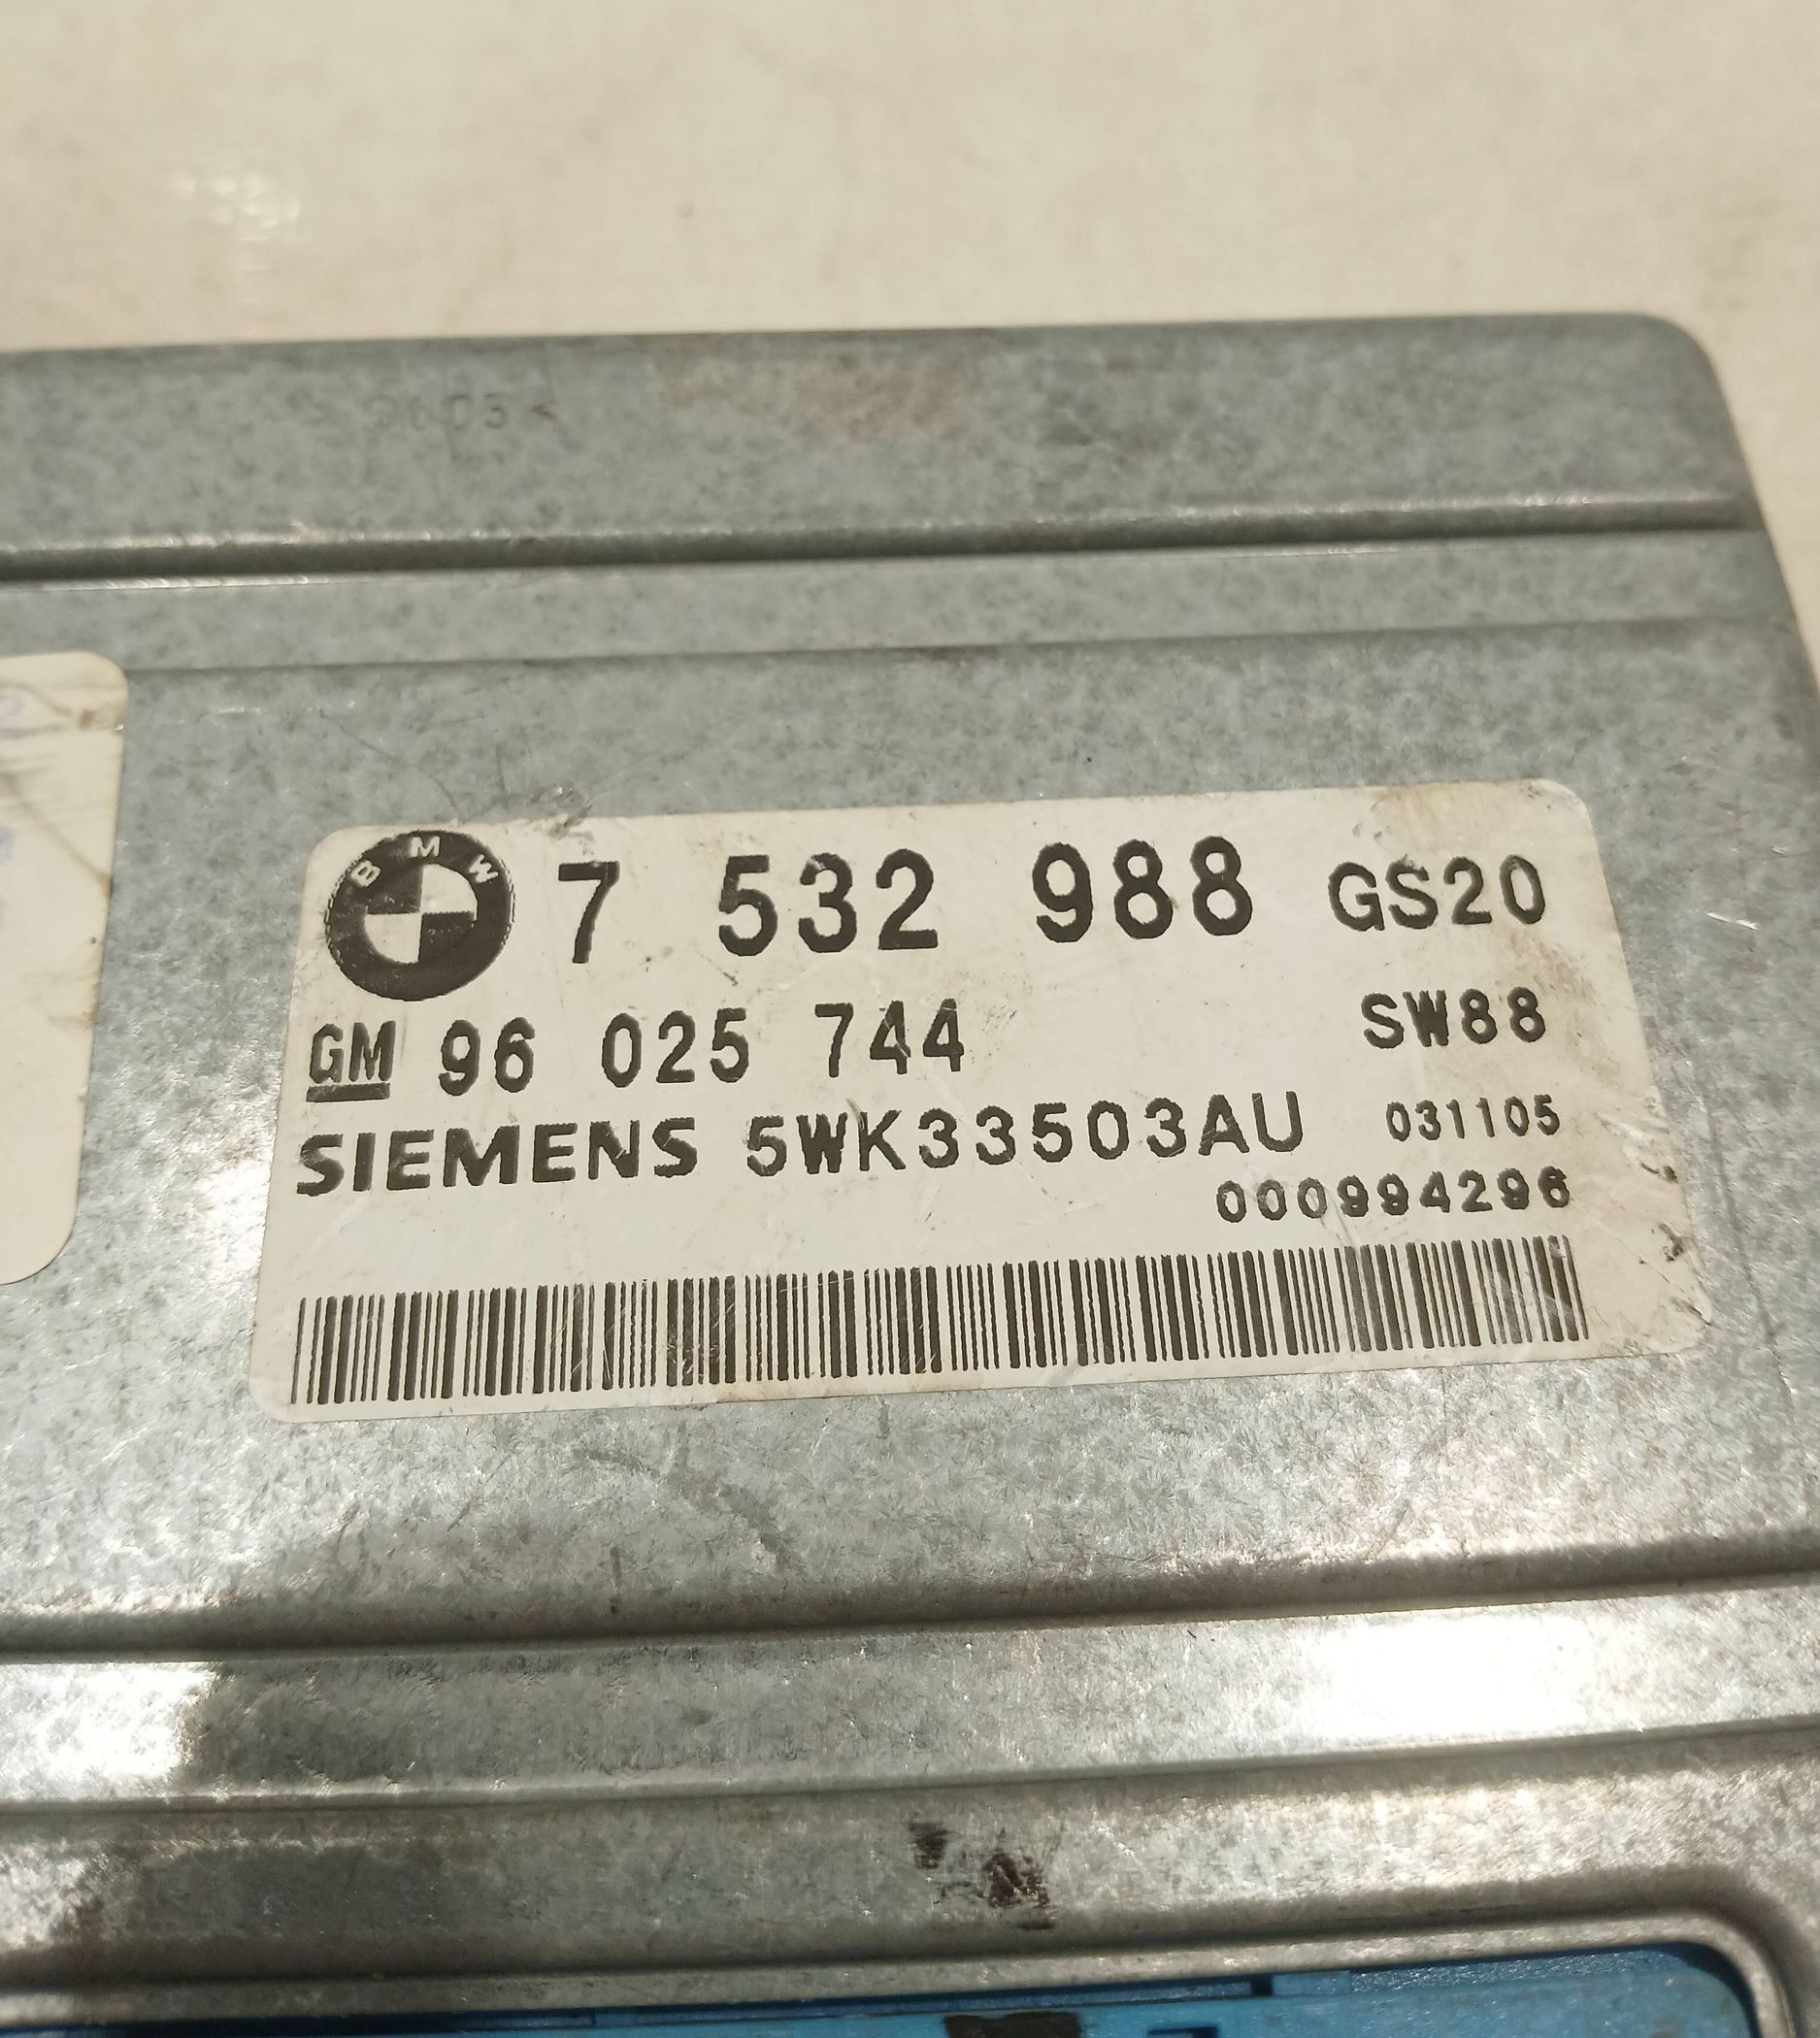 BMW 7 532 988 GS20
GM 96 025 744 SW88
SIEMENS 5WK33503AU 031105
000994296